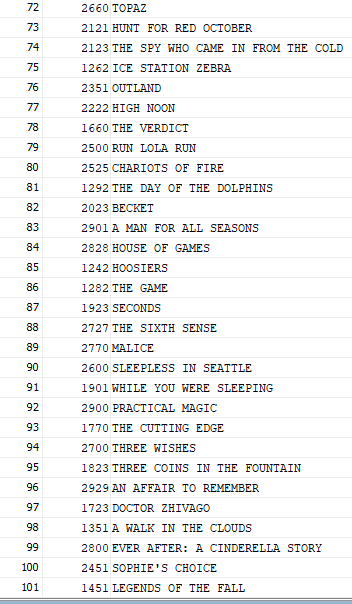 72 2660 TOPAZ
73 2121 HUNT FOR RED OCTOBER
74 2123 THE SPY WHO CAME IN FROM THE COLD
75 1262 ICE STATION ZEBRA
76 2351 OUTLAND
77 2222 HIGH NOON
78 1660 THE VERDICT
79 2500 RUN LOLA RUN
80 2525 CHARIOTS OF FIRE
81 1292 THE DAY OF THE DOLPHINS
82 2023 BECKET
83 2901 A MAN FOR ALL SEASONS
84 2828 HOUSE OF GAMES
85 1242 HOOSIERS
86 1282 THE GAME
87 1923 SECONDS
88 2727 THE SIXTH SENSE
89 2770 MALICE
90 2600 SLEEPLESS IN SEATTLE
91 1901 WHILE YOU WERE SLEEPING
92 2900 PRACTICAL MAGIC
93 1770 THE CUTTING EDGE
94 2700 THREE WISHES
95 1823 THREE COINS IN THE FOUNTAIN
96 2929 AN AFFAIR TO REMEMBER
97 1723 DOCTOR ZHIVAGO
98 1351 A WALK IN THE CLOUDS
99 2800 EVER AFTER: A CINDERELLA STORY
100 2451 SOPHIE'S CHOICE
101 1451 LEGENDS OF THE FALL